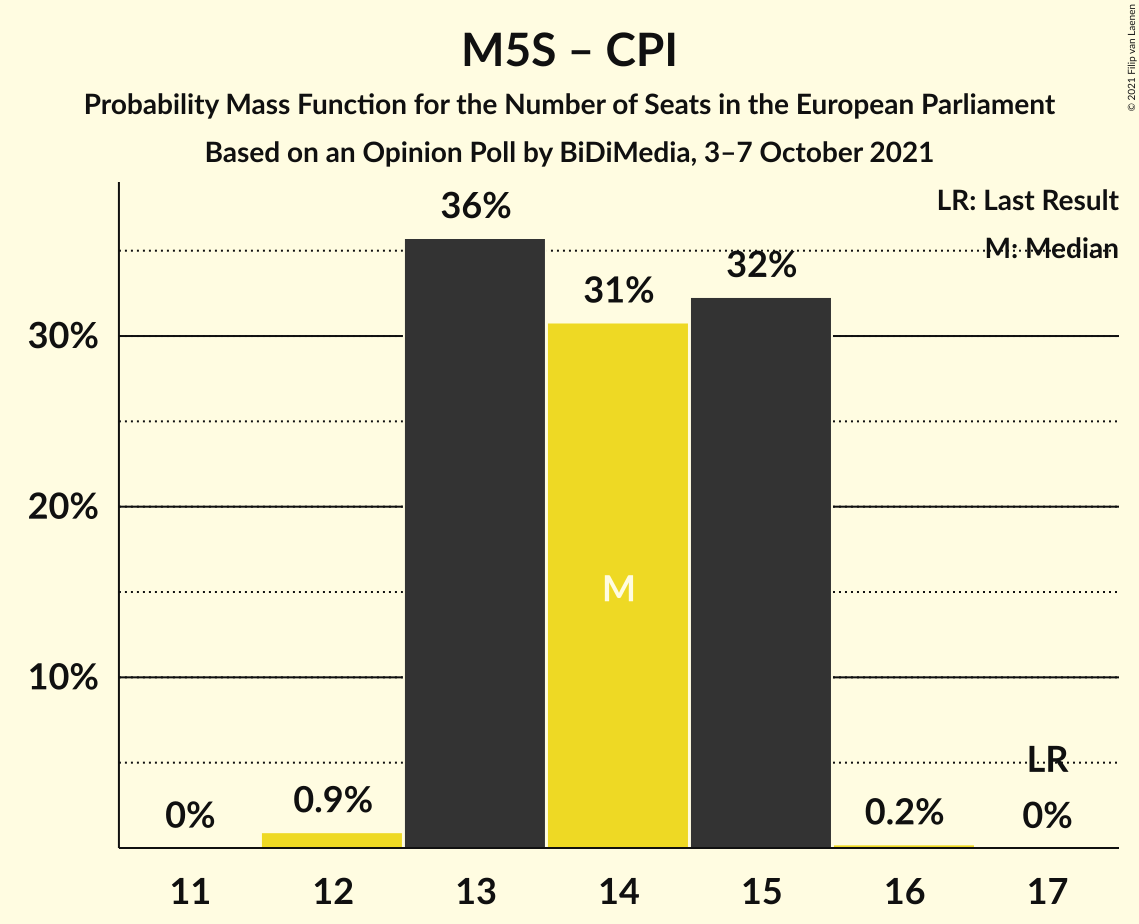 M5S – CPI
Probability Mass Function for the Number of Seats in the European Parliament
Based on an Opinion Poll by BiDiMedia, 3–7 October 2021
© 2021 Filip van Laenen
LR: Last Result
M: Median
36%
32%
31%
30%
20%
M
10%
LR
0%
0.9%
0.2%
0%
11
12
13
14
15
16
17